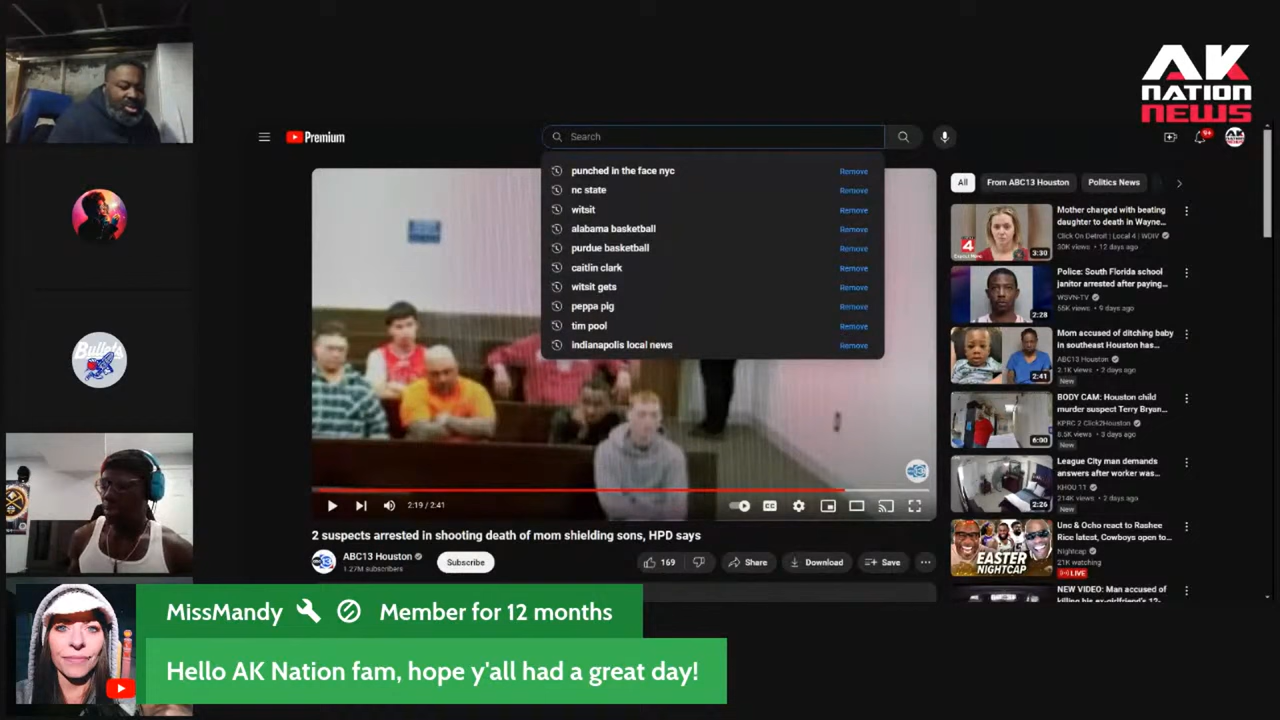 AK
NATION
NEWS
Premium
Search
9+
punched in the face nyc
Remove
nc state
Remove
witsit
Remove
alabama basketball
Remove
purdue basketball
Remove
caitlin clark
Remove
witsit gets
Remove
peppa pig
Remove
tim pool
Remove
indianapolis local news
Remove
All
From ABC13 Houston
Politics News
Mother charged with beating
daughter to death in Wayne...
Click On Detroit | Local 4 | WDIV
30K views • 12 days ago
4
3:30
Police: South Florida school
janitor arrested after paying...
WSVN-TV
55K views • 9 days ago
2:28
Mom accused of ditching baby
in southeast Houston has...
ABC13 Houston
2.1K views • 2 days ago
New
2:41
BODY CAM: Houston child
murder suspect Terry Bryan...
KPRC 2 Click2Houston
8.5K views • 3 days ago
New
6:00
League City man demands
answers after worker was...
KHOU 11
214K views • 2 days ago
New
2:26
Unc & Ocho react to Rashee
Rice latest, Cowboys open to...
Nightcap
21K watching
LIVE
EASTER
NIGHTCAP
NEW VIDEO: Man accused of
killing his ex-girlfriend's 12-
2:19 / 2:41
CC
13
2 suspects arrested in shooting death of mom shielding sons, HPD says
ABC13 Houston
1.27M subscribers
Subscribe
169
Share
Download
Save
Bullets
MissMandy
Member for 12 months
Hello AK Nation fam, hope y'all had a great day!